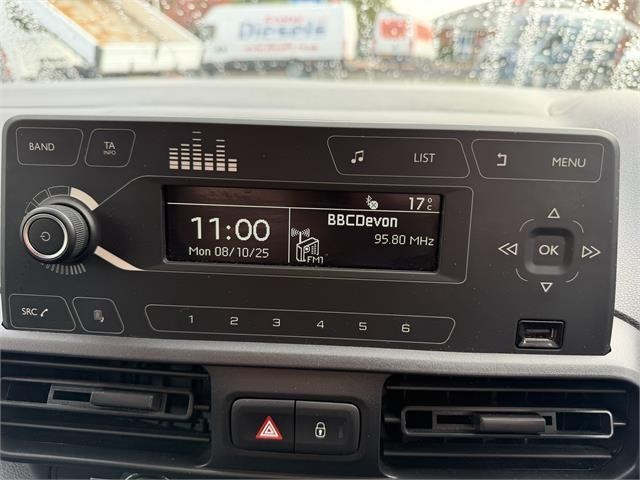 Diesels
BAND
TA
INFO
LIST
MENU
17°C
11:00
BBCDevon
95.80 MHz
Mon 08/10/25
FM1
OK
SRC
1 2 3 4 5 6